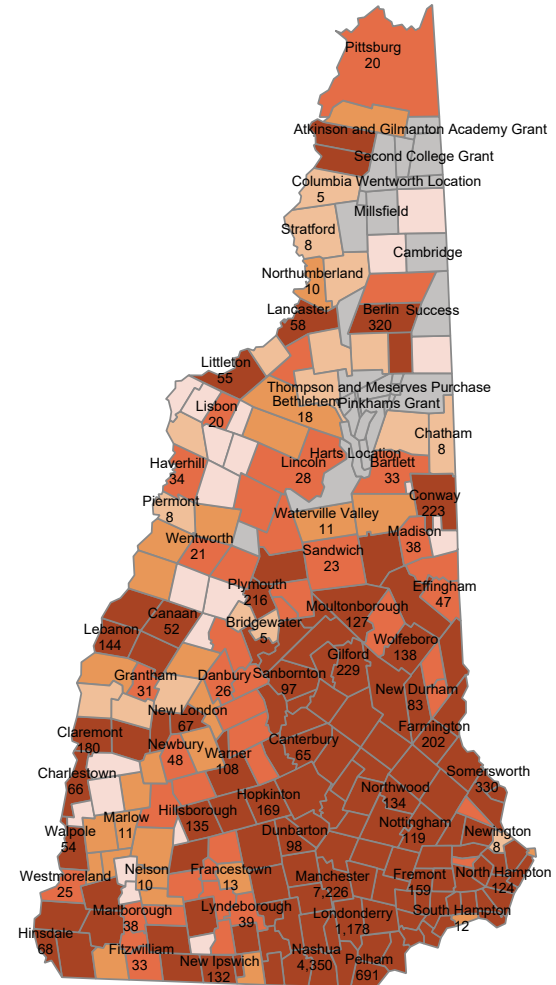 Pittsburg
20
Atkinson and Gilmanton Academy Grant
Second College Grant
Columbia
5
Wentworth Location
Millsfield
Stratford
8
Cambridge
Northumberland
10
Lancaster
58
Berlin
320
Success
Littleton
55
Thompson and Meserves Purchase
Bethlehem
18
Pinkhams Grant
Lisbon
20
Chatham
8
Harts Location
Haverhill
34
Lincoln
28
Bartlett
33
Piermont
8
Conway
223
Waterville Valley
11
Wentworth
21
Madison
38
Sandwich
23
Plymouth
216
Effingham
47
Moultonborough
127
Canaan
52
Bridgewater
5
Lebanon
144
Wolfeboro
138
Gilford
229
Grantham
31
Danbury
26
Sanbornton
97
New Durham
83
New London
67
Claremont
180
Farmington
202
Newbury
48
Warner
108
Canterbury
65
Charlestown
66
Somersworth
330
Hopkinton
169
Northwood
134
Marlow
11
Hillsborough
135
Walpole
54
Dunbarton
98
Nottingham
119
Newington
8
Westmoreland
25
Nelson
10
Francestown
13
Manchester
7,226
Fremont
159
North Hampton
124
Marlborough
38
Lyndeborough
39
Londonderry
1,178
South Hampton
12
Hinsdale
68
Fitzwilliam
33
New Ipswich
132
Nashua
4,350
Pelham
691